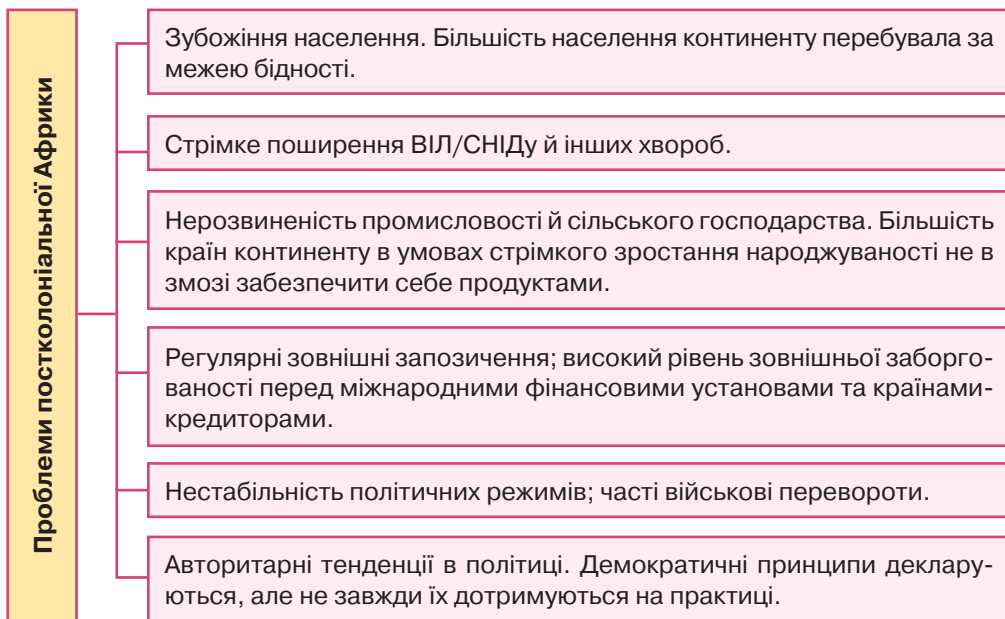 Проблеми постколоніальної Африки
Зубожіння населення. Більшість населення континенту перебувала за
межею бідності.
Стрімке поширення ВІЛ/СНІДу й інших хвороб.
Нерозвиненість промисловості й сільського господарства. Більшість
країн континенту в умовах стрімкого зростання народжуваності не в
змозі забезпечити себе продуктами.
Регулярні зовнішні запозичення; високий рівень зовнішньої заборго-
ваності перед міжнародними фінансовими установами та країнами-
кредиторами.
Нестабільність політичних режимів; часті військові перевороти.
Авторитарні тенденції в політиці. Демократичні принципи деклару-
ються, але не завжди їх дотримуються на практиці.